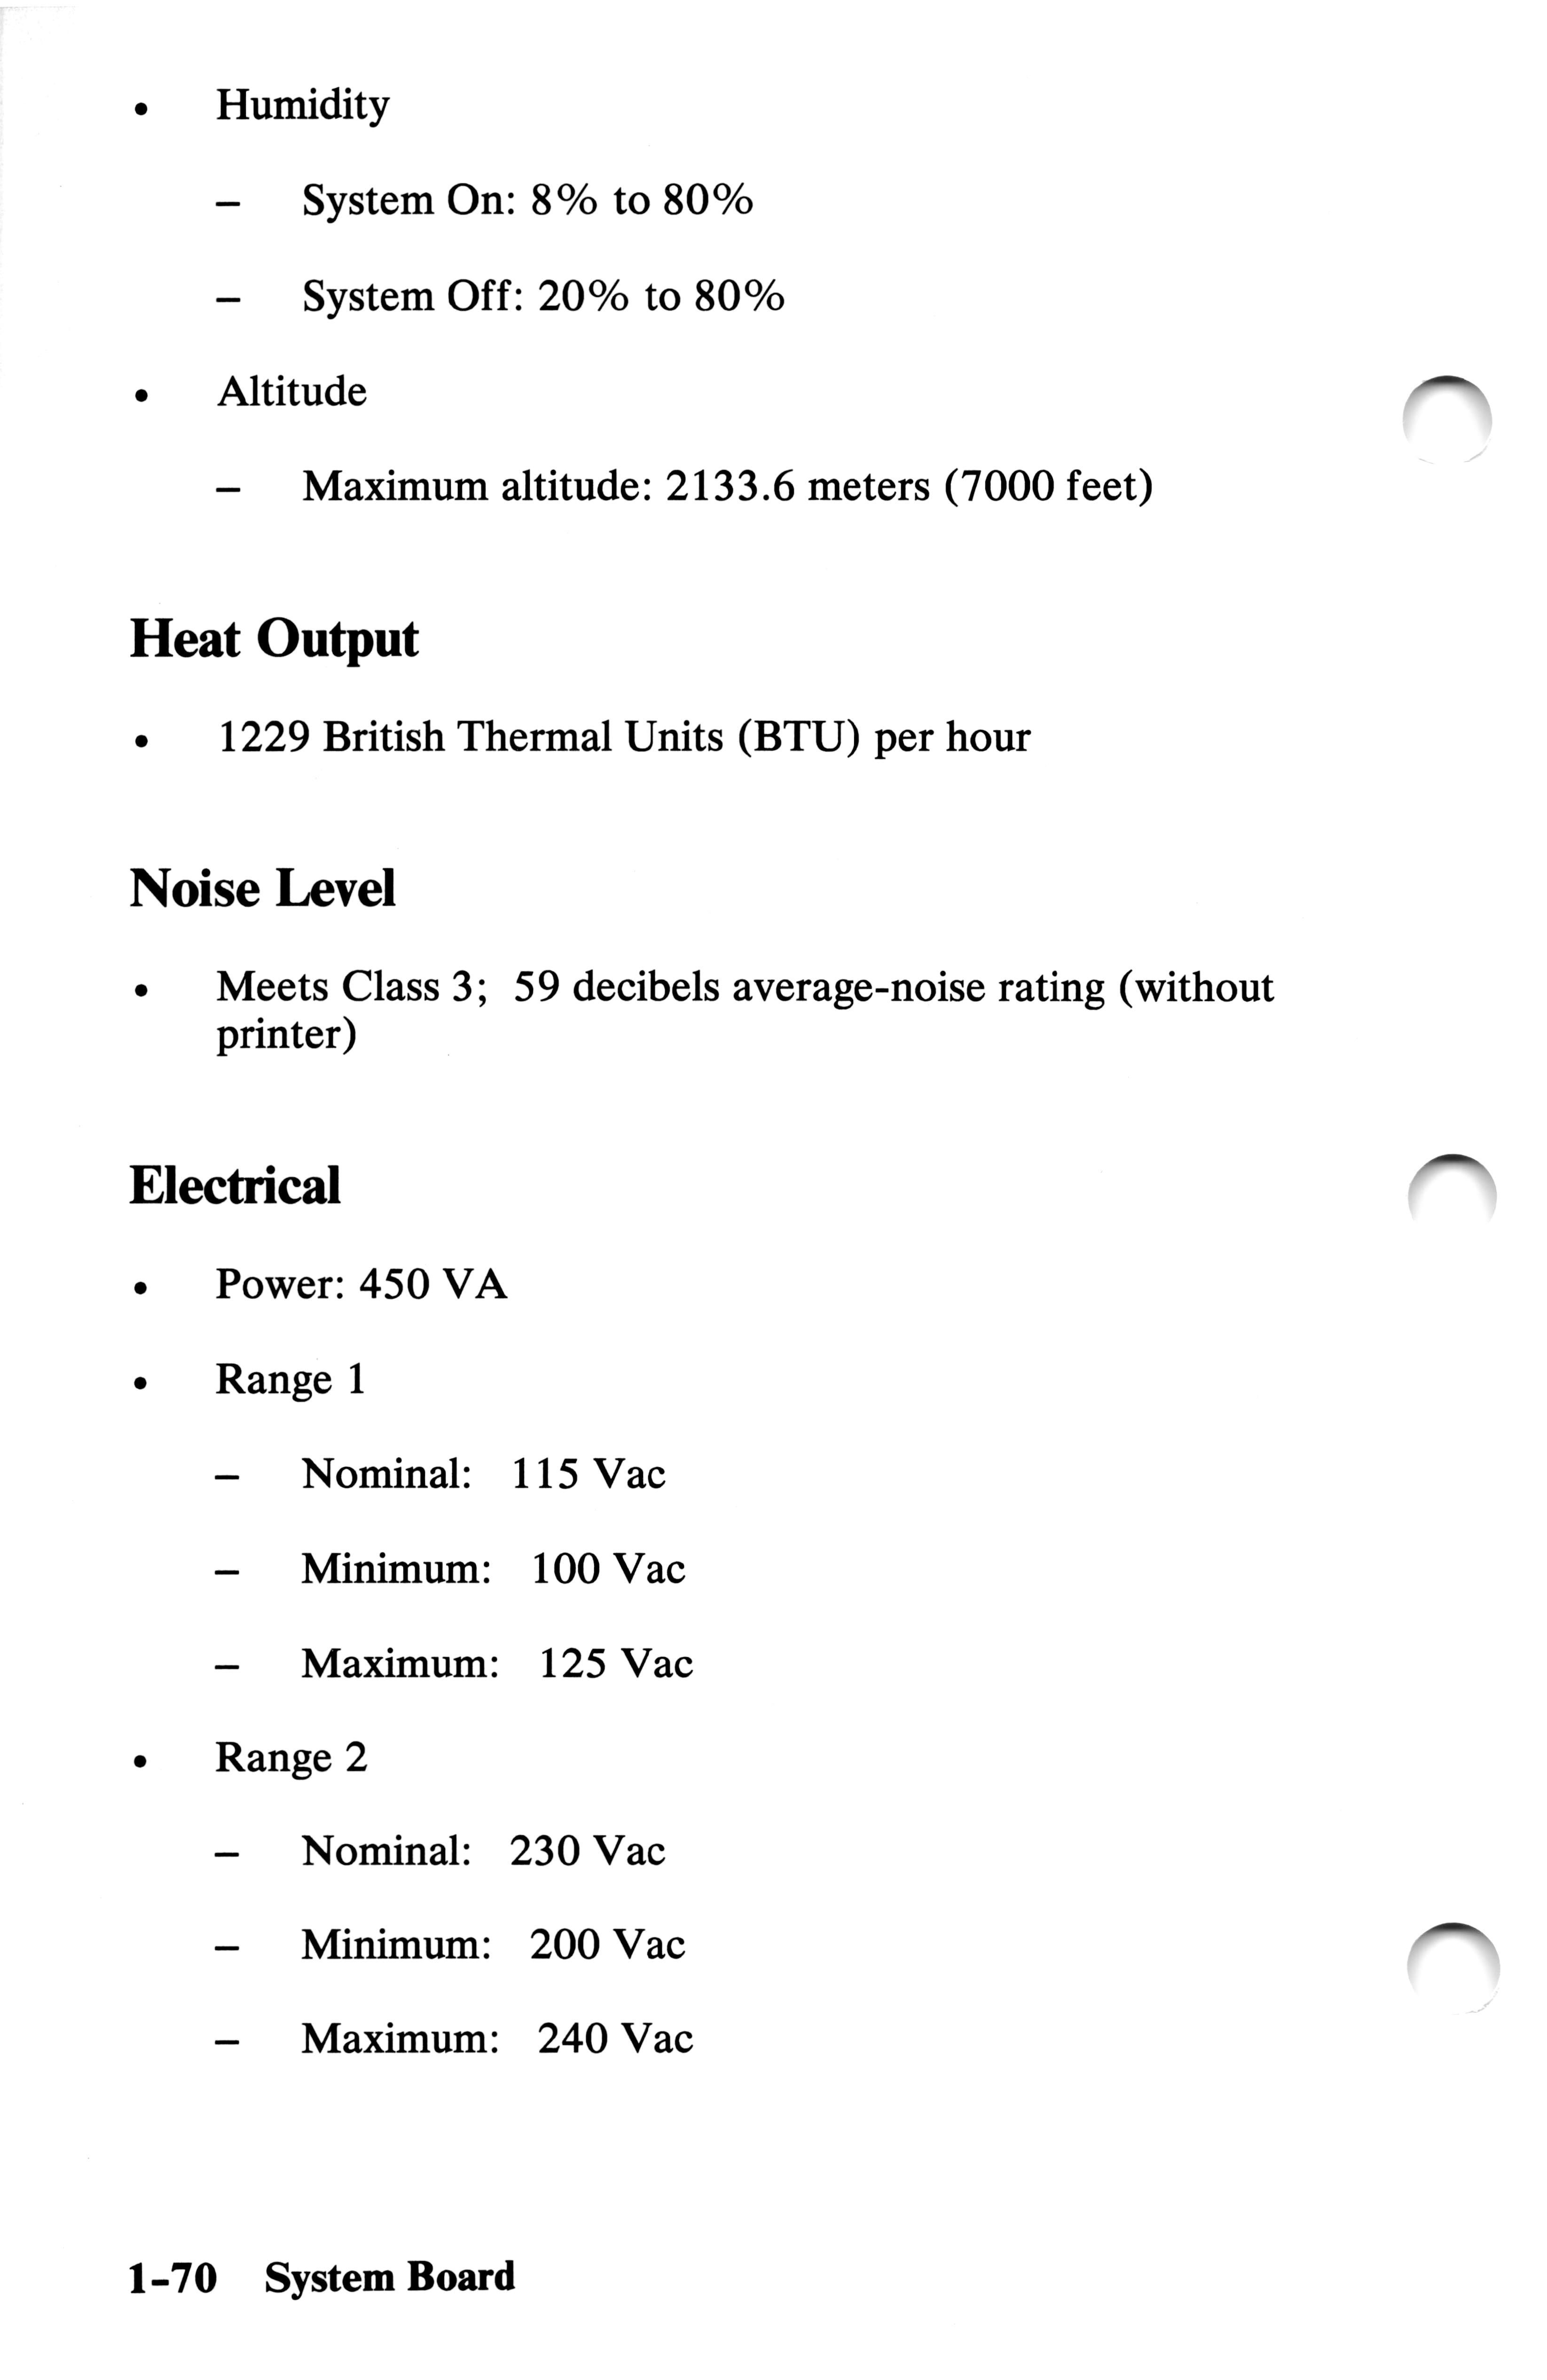 • Humidity
– System On: 8% to 80%
– System Off: 20% to 80%
• Altitude
– Maximum altitude: 2133.6 meters (7000 feet)
Heat Output
• 1229 British Thermal Units (BTU) per hour
Noise Level
• Meets Class 3; 59 decibels average-noise rating (without
printer)
Electrical
• Power: 450 VA
• Range 1
– Nominal: 115 Vac
– Minimum: 100 Vac
– Maximum: 125 Vac
• Range 2
– Nominal: 230 Vac
– Minimum: 200 Vac
– Maximum: 240 Vac
1-70 System Board